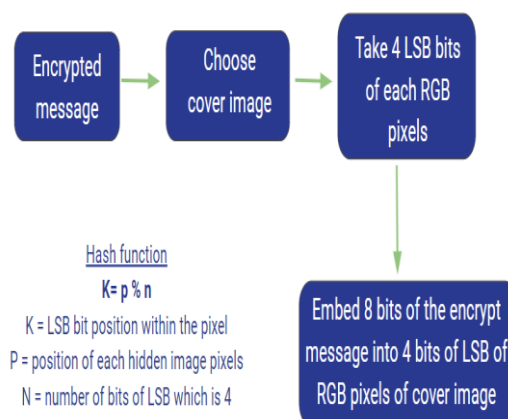 Encrypted
message
Choose
cover image
Take 4 LSB bits
of each RGB
pixels
Hash function
K= p % n
K = LSB bit position within the pixel
P = position of each hidden image pixels
N = number of bits of LSB which is 4
Embed 8 bits of the encrypt
message into 4 bits of LSB of
RGB pixels of cover image